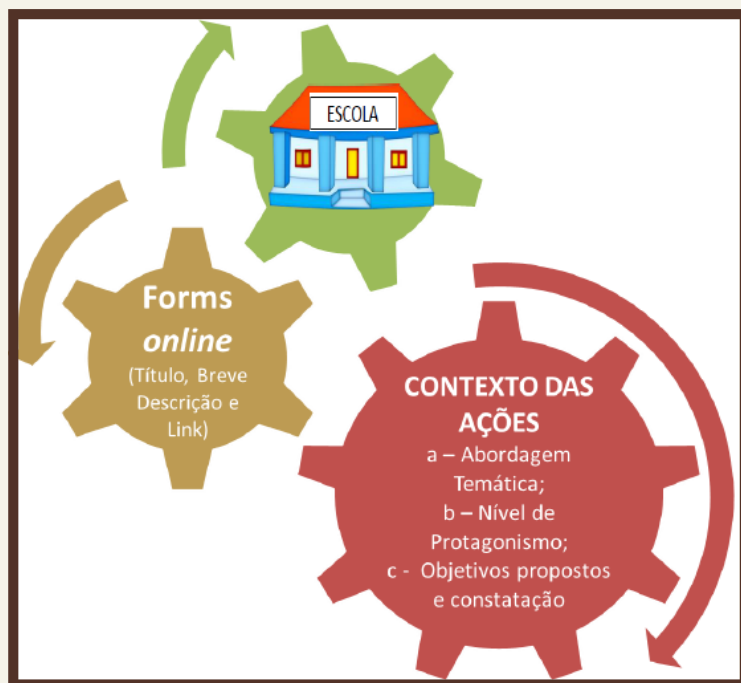 ESCOLA
Forms
online
(Título, Breve
Descrição e
Link)
CONTEXTO DAS
AÇÕES
a – Abordagem
Temática;
b – Nível de
Protagonismo;
c - Objetivos propostos
e constatação